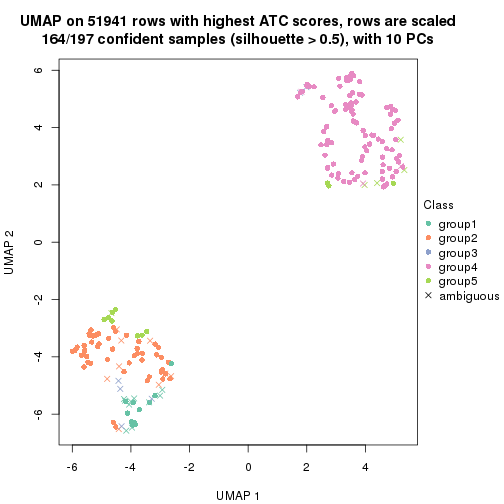 UMAP on 51941 rows with highest ATC scores, rows are scaled
164/197 confident samples (silhouette > 0.5), with 10 PCs
6
4
2
0
-2
-4
-6
UMAP 2
-6
-4
-2
0
2
4
UMAP 1
Class
group1
group2
group3
group4
group5
ambiguous